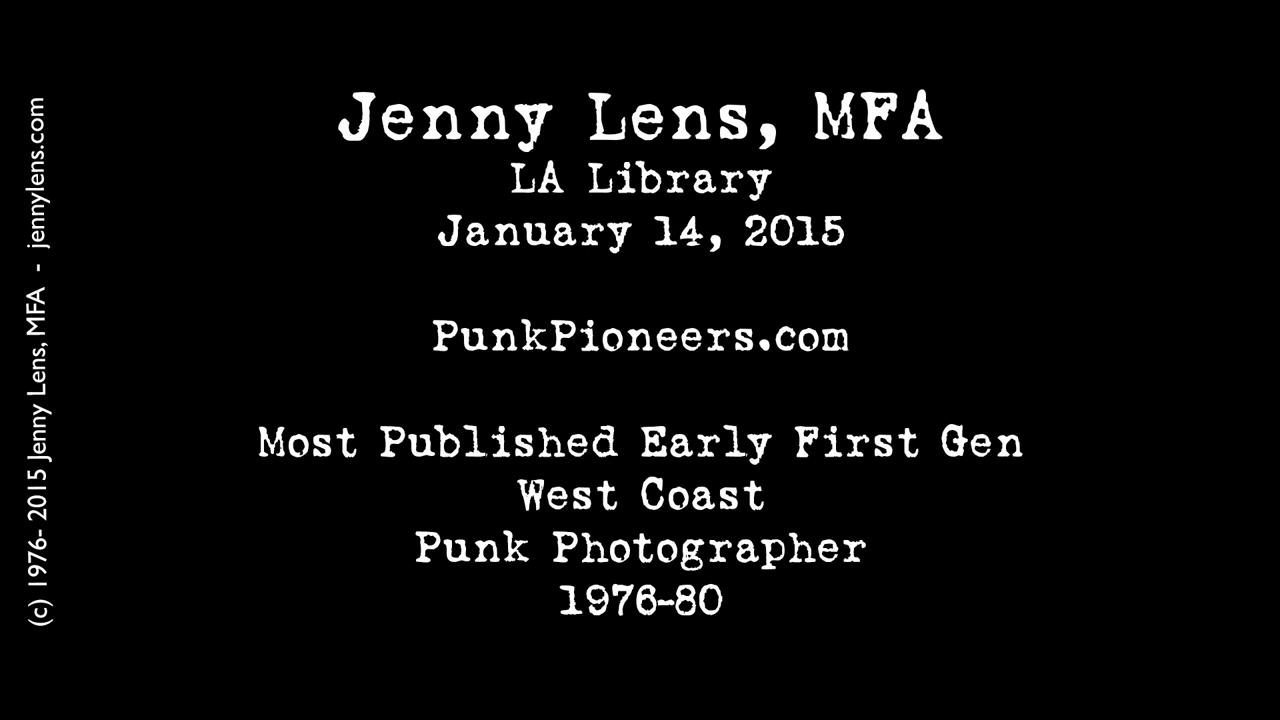 Jenny Lens, MFA
LA Library
January 14, 2015
PunkPioneers.com
Most Published Early First Gen
West Coast
Punk Photographer
1976-80
(c) 1976- 2015 Jenny Lens, MFA - jennylens.com